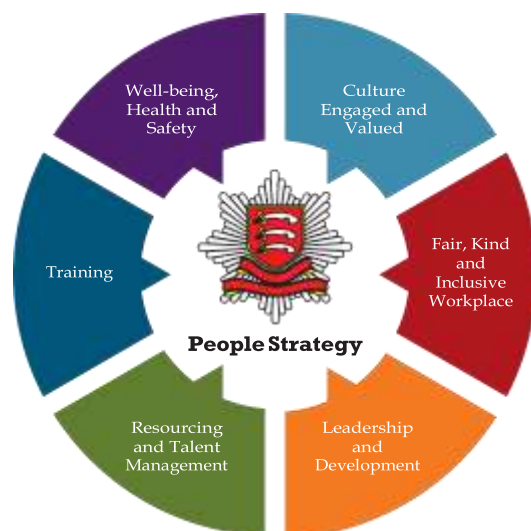 Well-being,
Health and
Safety
Culture
Engaged and
Valued
Fair, Kind
and
Inclusive
Workplace
Leadership
and
Development
Resourcing
and Talent
Management
Training
People Strategy